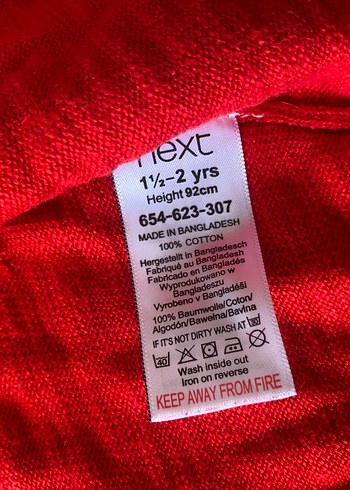 next
1½-2 yrs
Height 92cm
654-623-307
MADE IN BANGLADESH
100% COTTON
Hergestellt in Bangladesch
Fabriqué au Bangladesh
Fabricado en Bangladés
Wyprodukowano w
Bangladeszu
Vyrobeno v Bangladéši
100% Baumwolle/Coton/
Algodón/Bawełna/Bavlna
IF IT'S NOT DIRTY WASH AT 30
40
Wash inside out
Iron on reverse
KEEP AWAY FROM FIRE